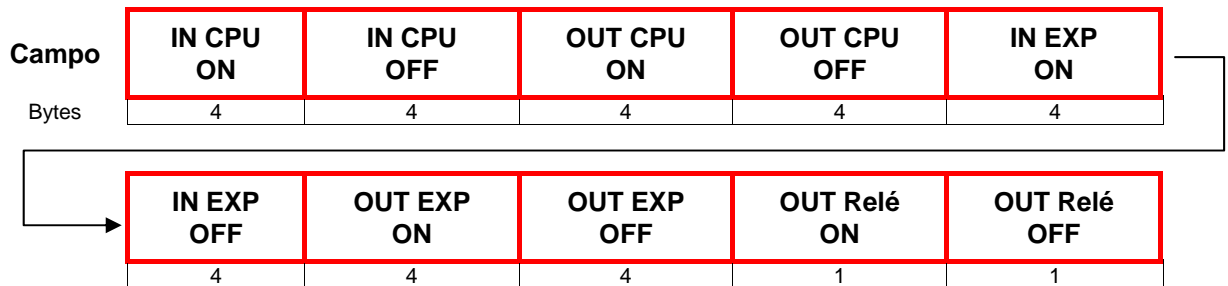 Campo IN CPU ON IN CPU OFF OUT CPU ON OUT CPU OFF IN EXP ON
Bytes 4 4 4 4 4
IN EXP OFF OUT EXP ON OUT EXP OFF OUT Relé ON OUT Relé OFF
4 4 4 1 1